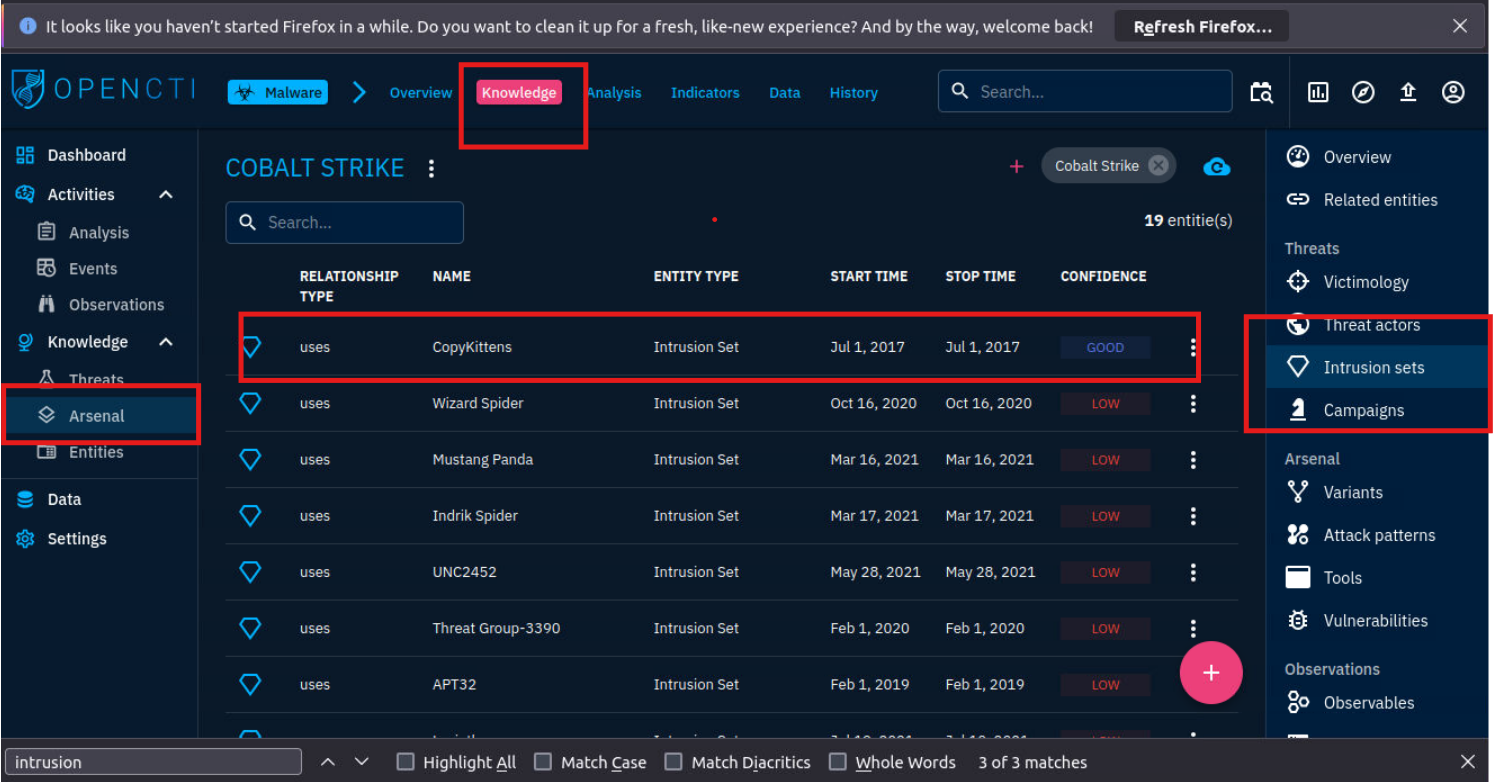 It looks like you haven't started Firefox in a while. Do you want to clean it up for a fresh, like-new experience? And by the way, welcome back! Refresh Firefox...
OPENCTI Malware Overview Knowledge Analysis Indicators Data History Search...
Dashboard
Activities
Analysis
Events
Observations
Knowledge
Threats
Arsenal
Entities
Data
Settings
COBALT STRIKE Cobalt Strike
Search... 19 entitie(s)
RELATIONSHIP TYPE NAME ENTITY TYPE START TIME STOP TIME CONFIDENCE
uses CopyKittens Intrusion Set Jul 1, 2017 Jul 1, 2017 GOOD
uses Wizard Spider Intrusion Set Oct 16, 2020 Oct 16, 2020 LOW
uses Mustang Panda Intrusion Set Mar 16, 2021 Mar 16, 2021 LOW
uses Indrik Spider Intrusion Set Mar 17, 2021 Mar 17, 2021 LOW
uses UNC2452 Intrusion Set May 28, 2021 May 28, 2021 LOW
uses Threat Group-3390 Intrusion Set Feb 1, 2020 Feb 1, 2020 LOW
uses APT32 Intrusion Set Feb 1, 2019 Feb 1, 2019 LOW
Overview
Related entities
Threats
Victimology
Threat actors
Intrusion sets
Campaigns
Arsenal
Variants
Attack patterns
Tools
Vulnerabilities
Observations
Observables
intrusion Highlight All Match Case Match Diacritics Whole Words 3 of 3 matches